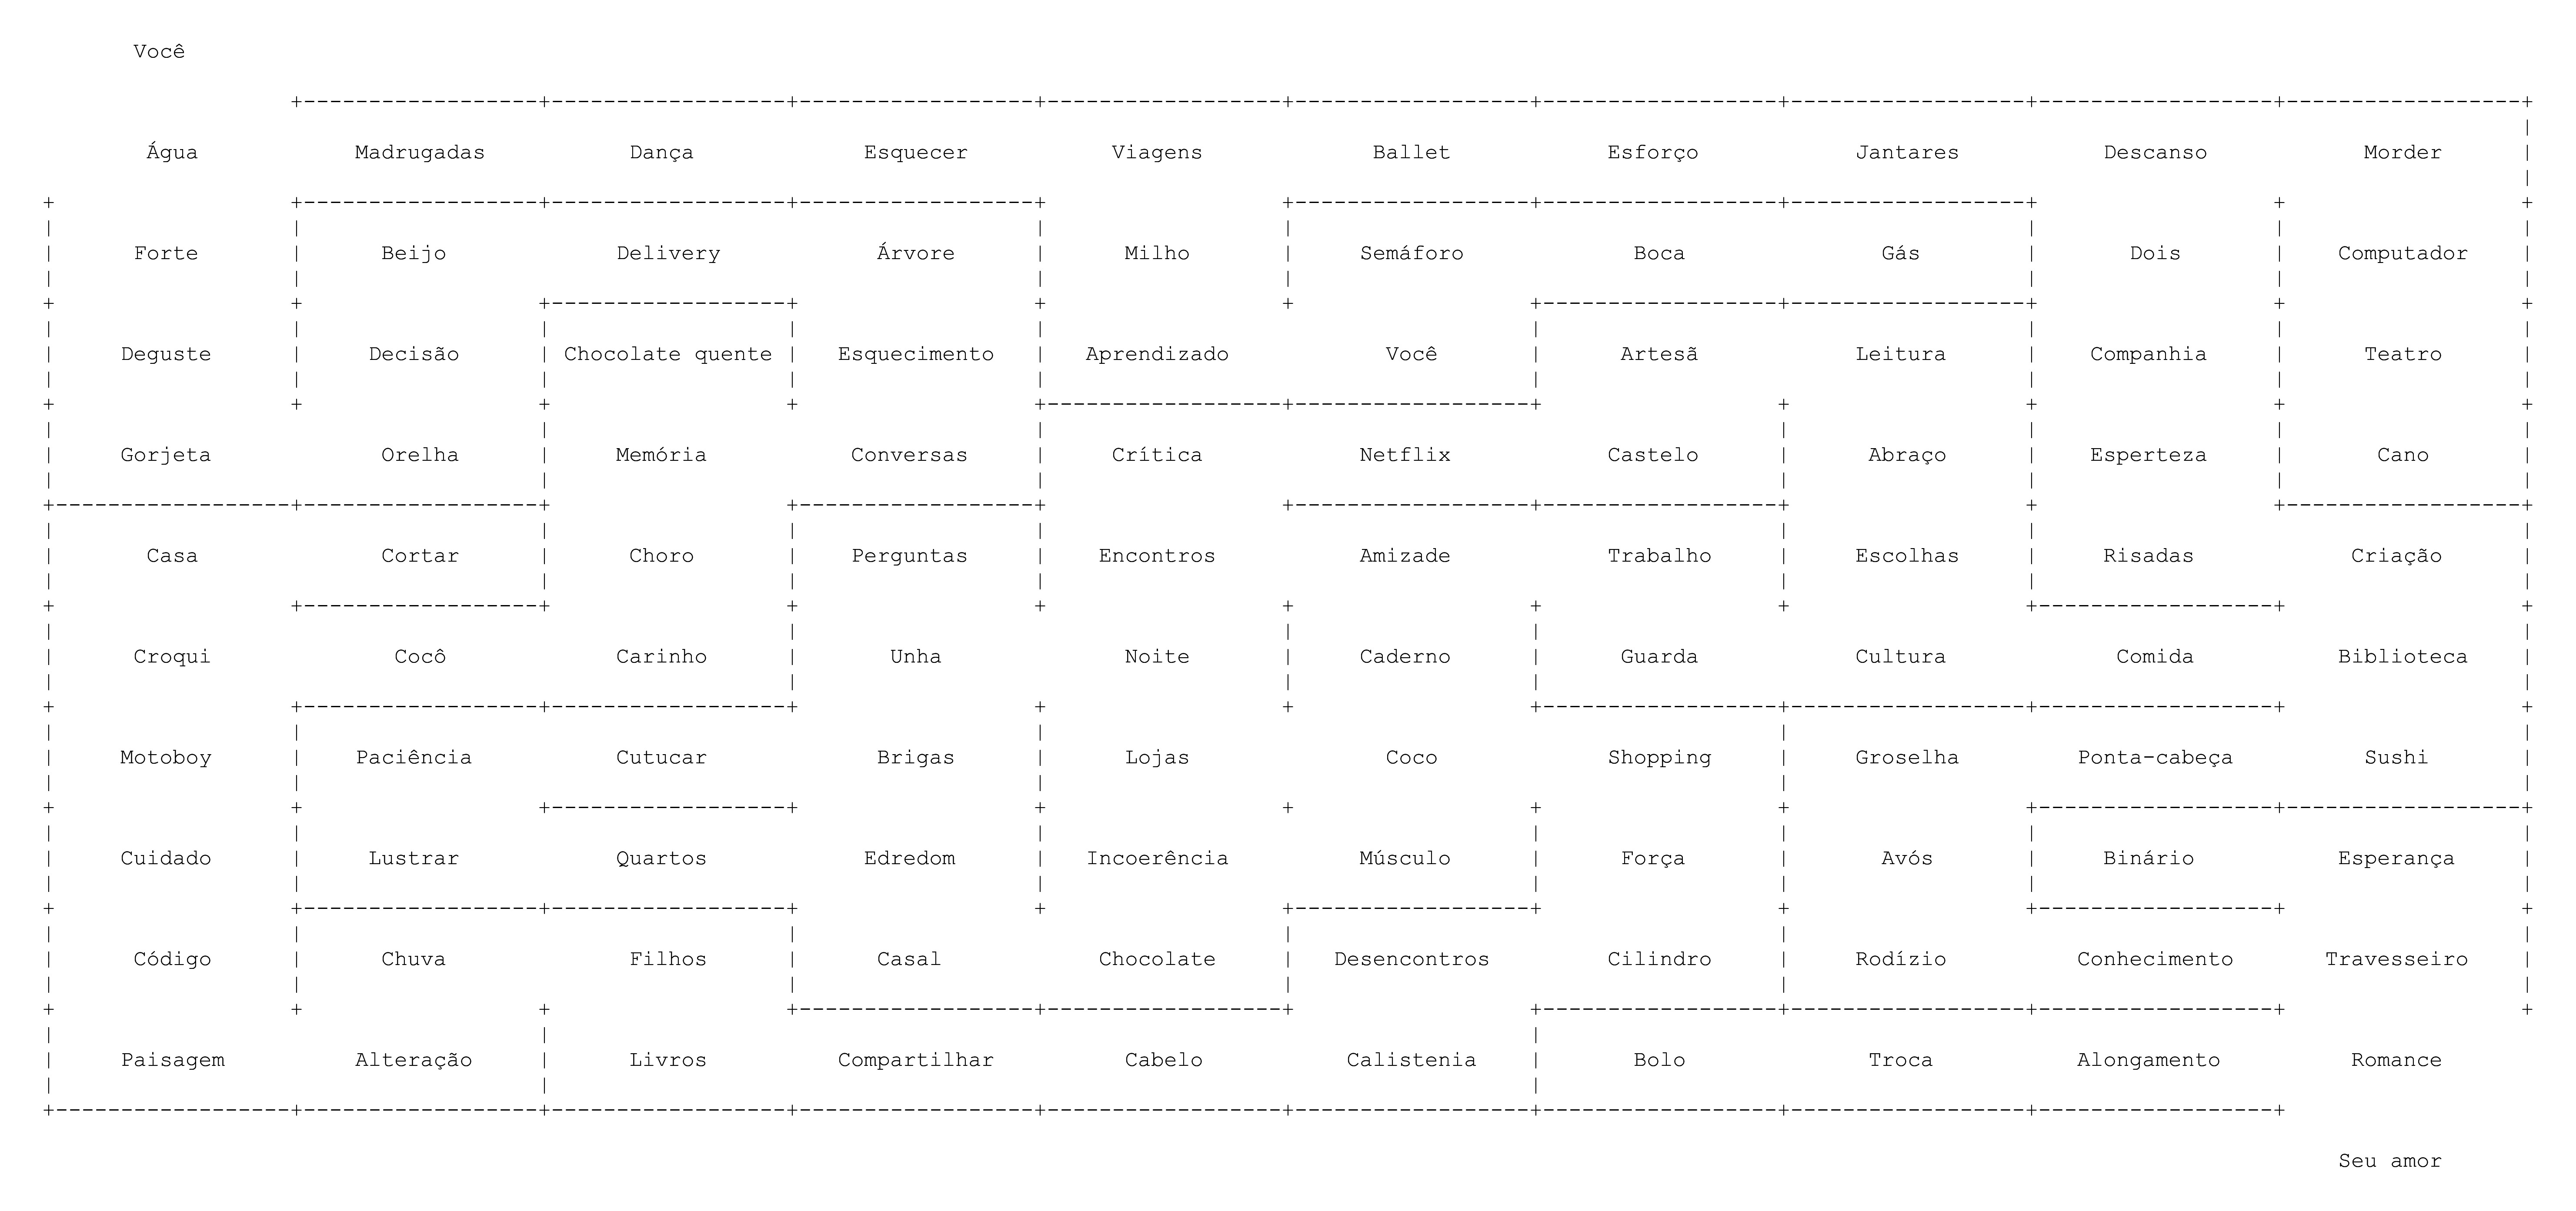 Você
Água Madrugadas Dança Esquecer Viagens Ballet Esforço Jantares Descanso Morder
Forte Beijo Delivery Árvore Milho Semáforo Boca Gás Dois Computador
Deguste Decisão Chocolate quente Esquecimento Aprendizado Você Artesã Leitura Companhia Teatro
Gorjeta Orelha Memória Conversas Crítica Netflix Castelo Abraço Esperteza Cano
Casa Cortar Choro Perguntas Encontros Amizade Trabalho Escolhas Risadas Criação
Croqui Cocô Carinho Unha Noite Caderno Guarda Cultura Comida Biblioteca
Motoboy Paciência Cutucar Brigas Lojas Coco Shopping Groselha Ponta-cabeça Sushi
Cuidado Lustrar Quartos Edredom Incoerência Músculo Força Avós Binário Esperança
Código Chuva Filhos Casal Chocolate Desencontros Cilindro Rodízio Conhecimento Travesseiro
Paisagem Alteração Livros Compartilhar Cabelo Calistenia Bolo Troca Alongamento Romance
Seu amor